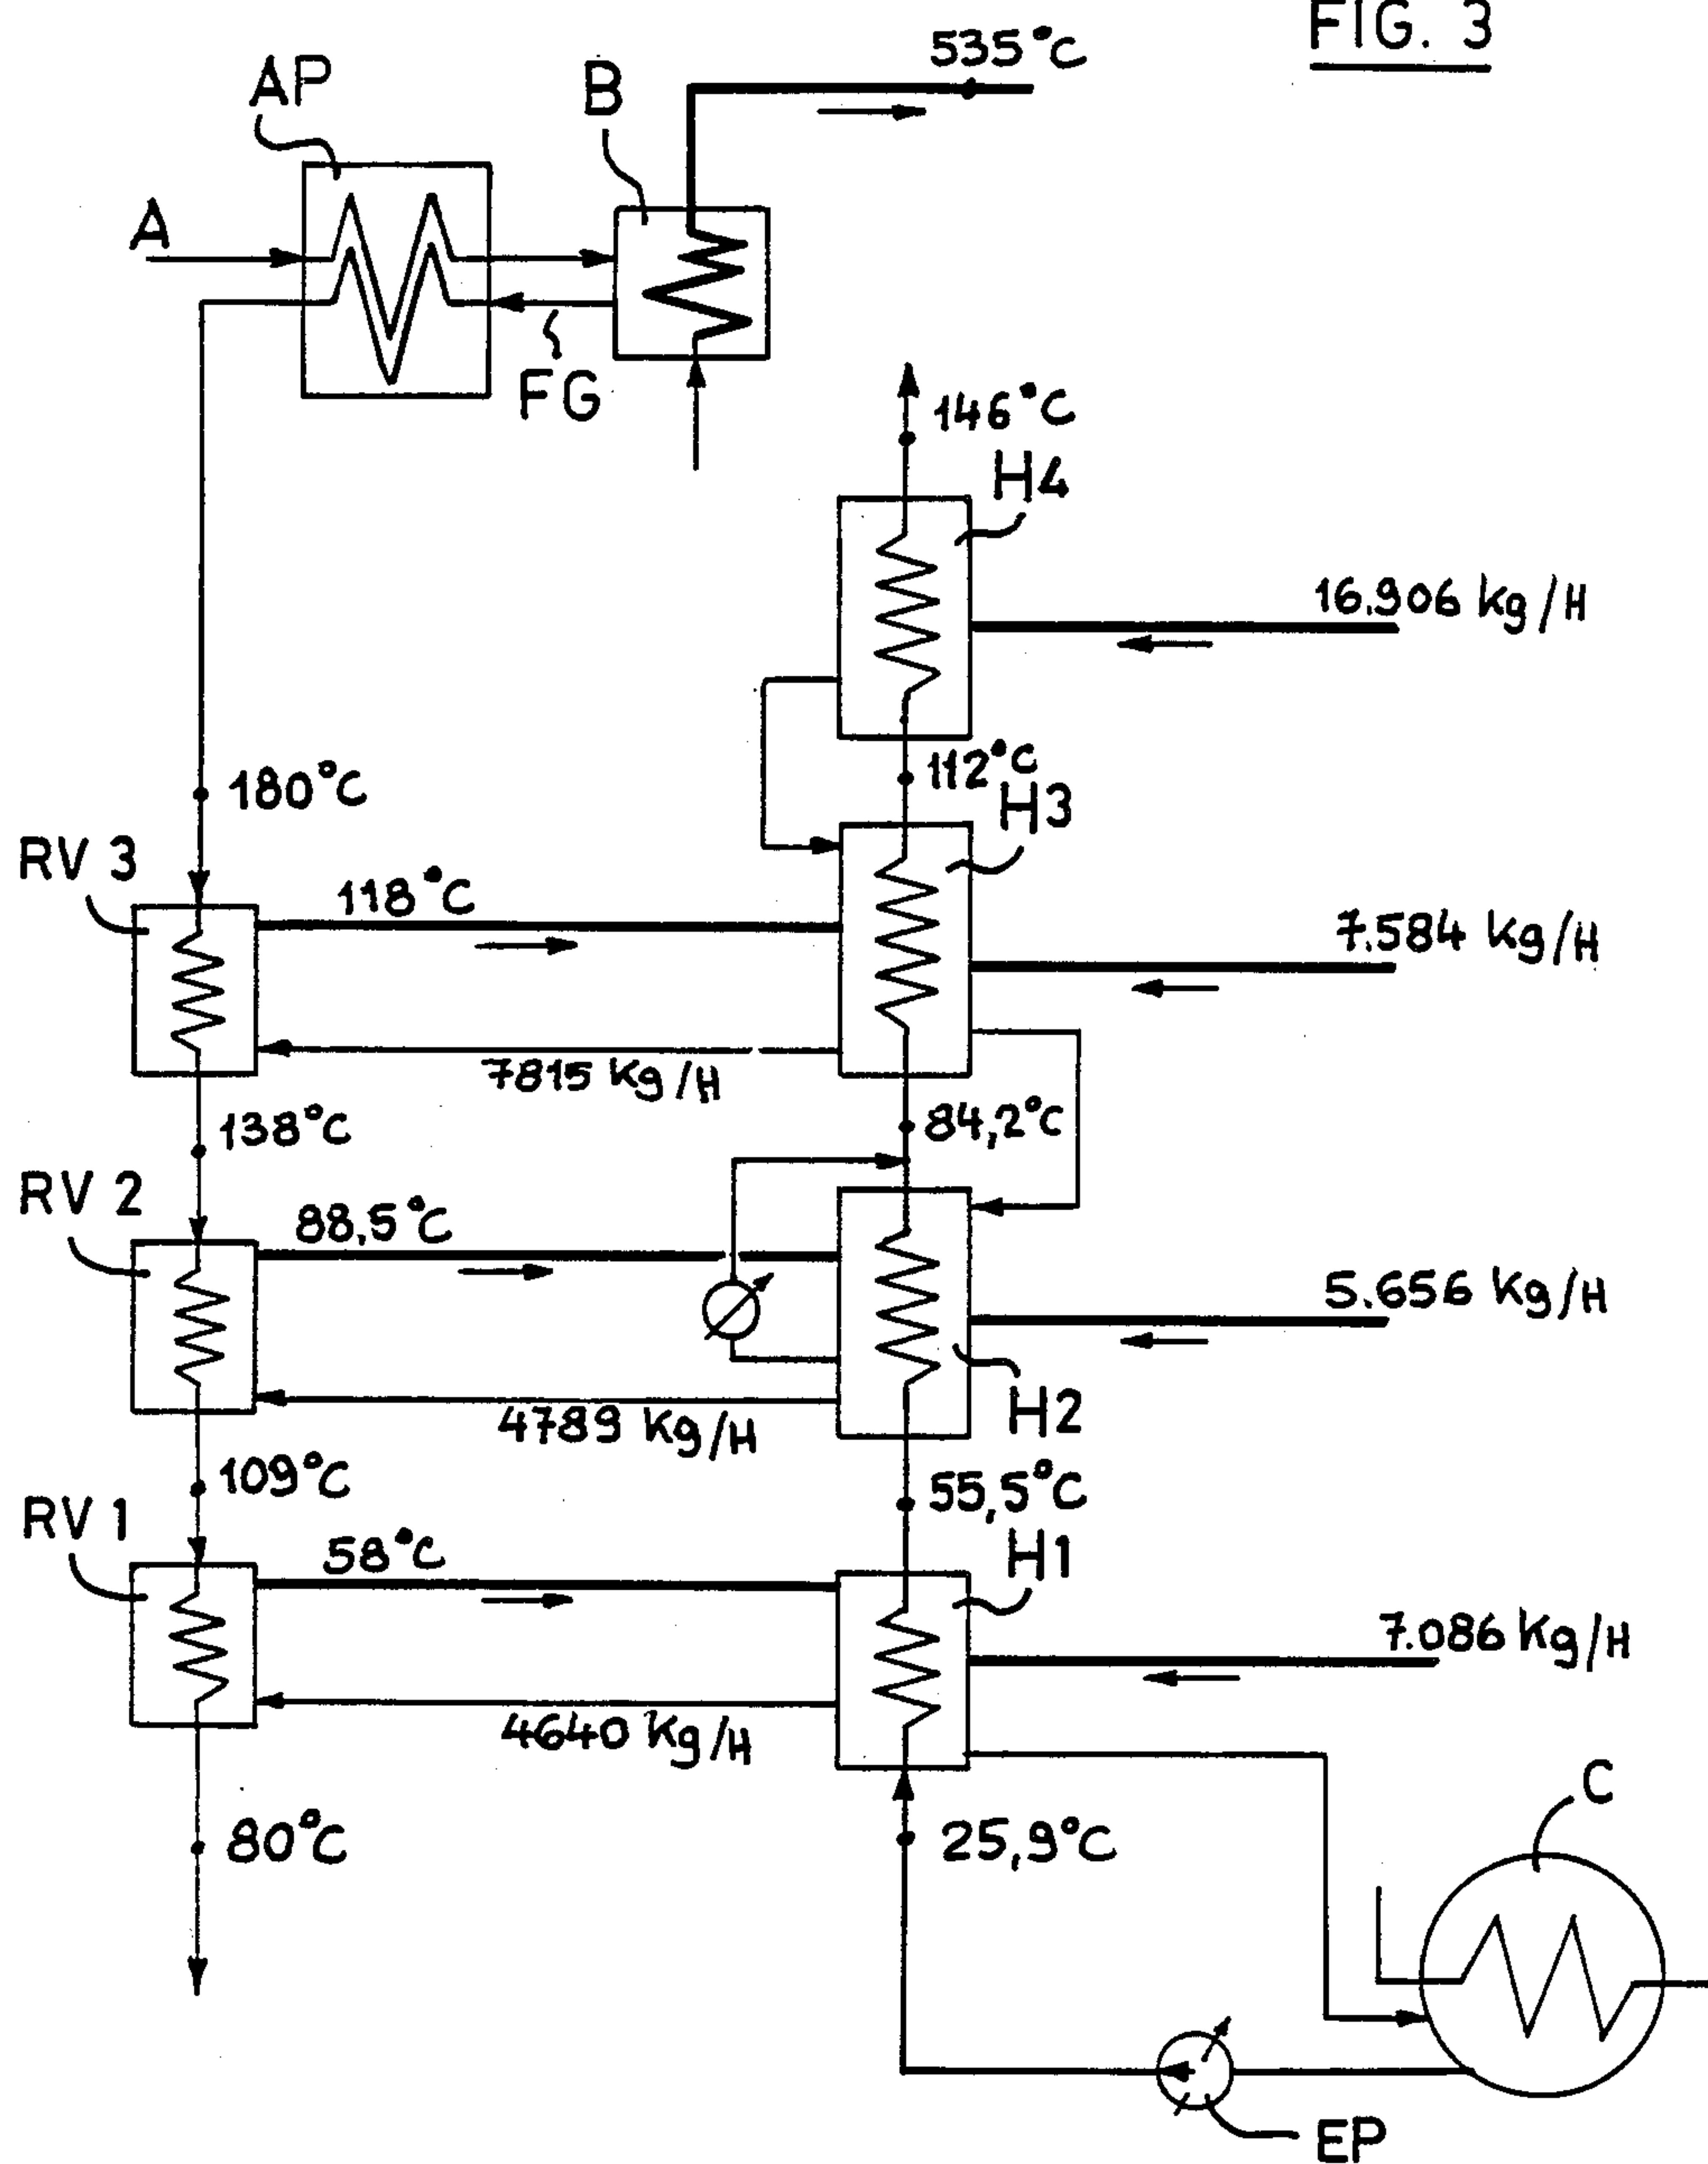 FIG. 3
535°C
AP
B
A
FG
146°C
H4
16.906 kg/H
112°C
H3
180°C
RV 3
118°C
7.584 kg/H
7815 kg/H
84,2°C
138°C
RV 2
88,5°C
5.656 kg/H
H2
4789 kg/H
109°C
55,5°C
RV 1
58°C
H1
7.086 kg/H
4640 kg/H
C
80°C
25,9°C
EP